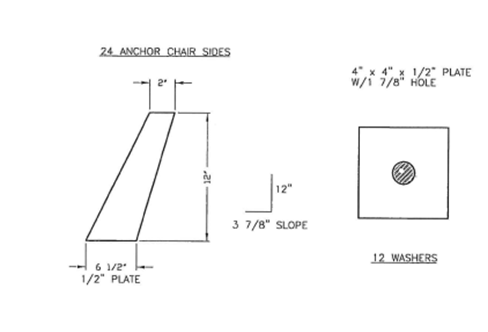 24 ANCHOR CHAIR SIDES
2"
4" x 4" x 1/2" PLATE
W/1 7/8" HOLE
12"
12"
3 7/8" SLOPE
6 1/2"
1/2" PLATE
12 WASHERS